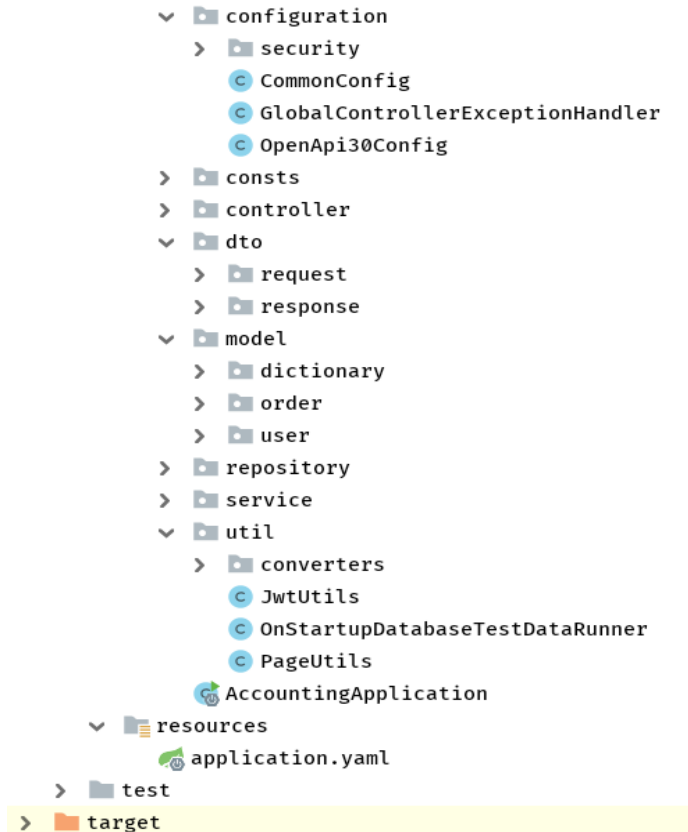 configuration
security
CommonConfig
GlobalControllerExceptionHandler
OpenApi30Config
consts
controller
dto
request
response
model
dictionary
order
user
repository
service
util
converters
JwtUtils
OnStartupDatabaseTestDataRunner
PageUtils
AccountingApplication
resources
application.yaml
test
target